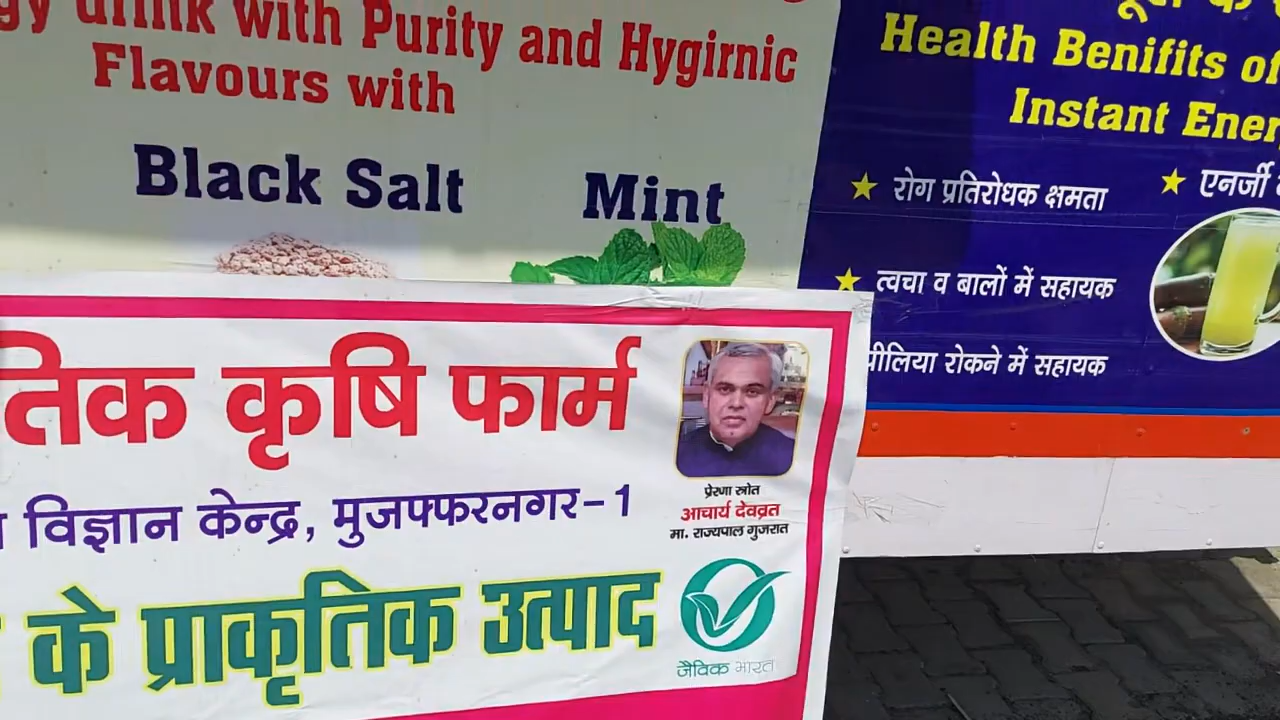 drink with Purity and Hygirnic
Flavours with
Black Salt
Mint
Health Benifits of
Instant
रोग प्रतिरोधक क्षमता
एनर्जी
त्वचा व बालों में सहायक
पीलिया रोकने में सहायक
कृषि फार्म
विज्ञान केन्द्र, मुजफ्फरनगर-1
के प्राकृतिक उत्पाद
प्रेरणा स्त्रोत
आचार्य देवव्रत
मा. राज्यपाल गुजरात
जैविक भारत